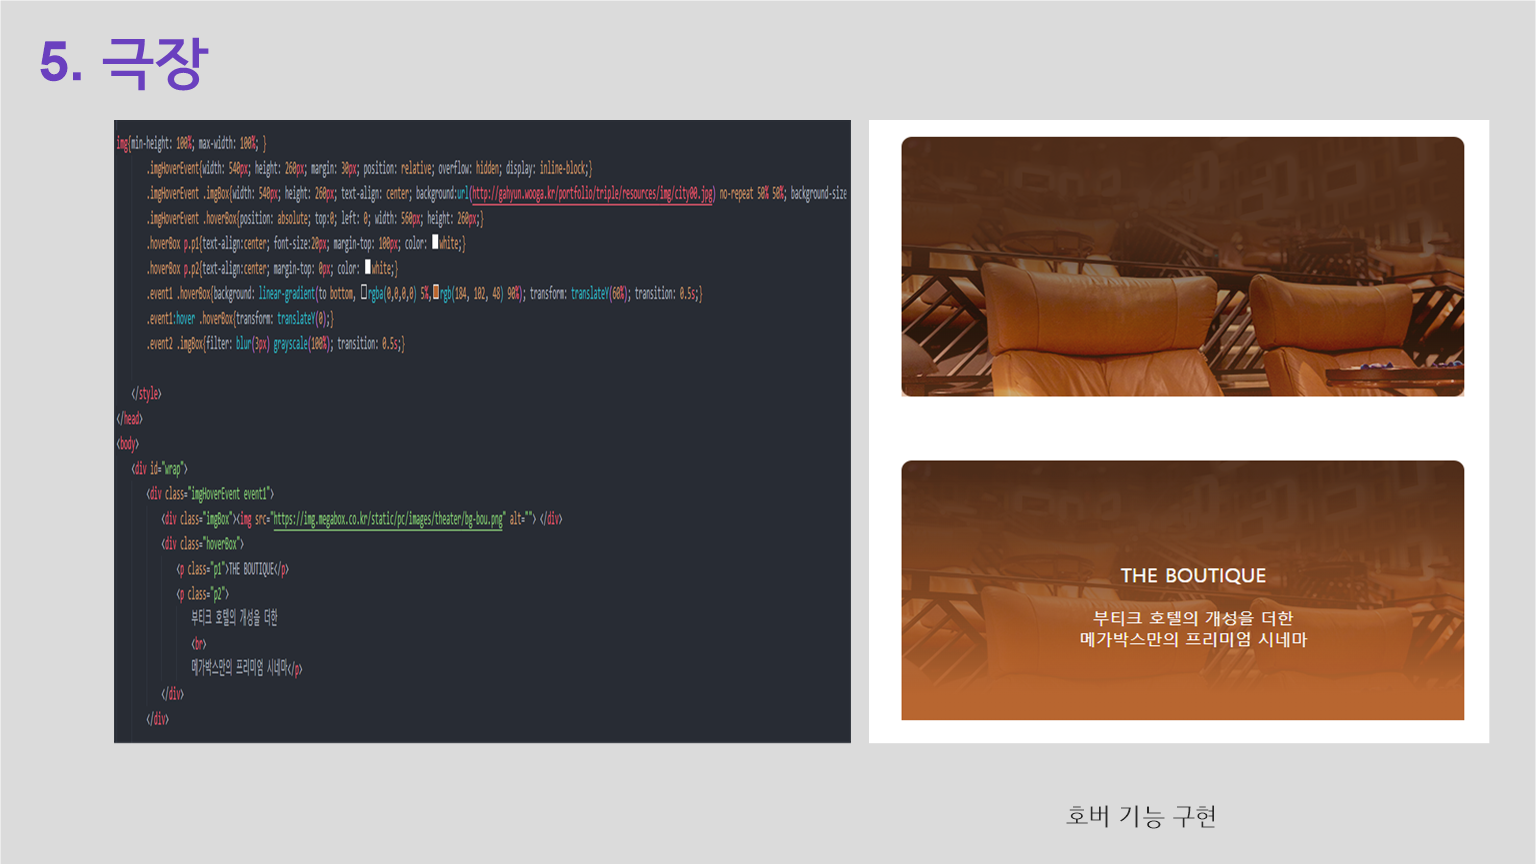 5. 극장
img{min-height: 100%; max-width: 100%; }
.imgHoverEvent{width: 540px; height: 260px; margin: 30px; position: relative; overflow: hidden; display: inline-block;}
.imgHoverEvent .imgBox{width: 540px; height: 260px; text-align: center; background:url(http://gahyun.wooga.kr/portfolio/triple/resources/img/city00.jpg) no-repeat 50% 50%; background-size
.imgHoverEvent .hoverBox{position: absolute; top:0; left: 0; width: 560px; height: 260px;}
.hoverBox p.p1{text-align:center; font-size:20px; margin-top: 100px; color: white;}
.hoverBox p.p2{text-align:center; margin-top: 0px; color: white;}
.event1 .hoverBox{background: linear-gradient(to bottom, rgba(0,0,0,0) 5%,rgb(184, 102, 48) 90%); transform: translateY(60%); transition: 0.5s;}
.event1:hover .hoverBox{transform: translateY(0);}
.event2 .imgBox{filter: blur(3px) grayscale(100%); transition: 0.5s;}
</style>
</head>
<body>
<div id="wrap">
<div class="imgHoverEvent event1">
<div class="imgBox"><img src="https://img.megabox.co.kr/static/pc/images/theater/bg-bou.png" alt=""> </div>
<div class="hoverBox">
<p class="p1">THE BOUTIQUE</p>
<p class="p2">
부티크 호텔의 개성을 더한
<br>
메가박스만의 프리미엄 시네마</p>
</div>
</div>
THE BOUTIQUE
부티크 호텔의 개성을 더한
메가박스만의 프리미엄 시네마
호버 기능 구현